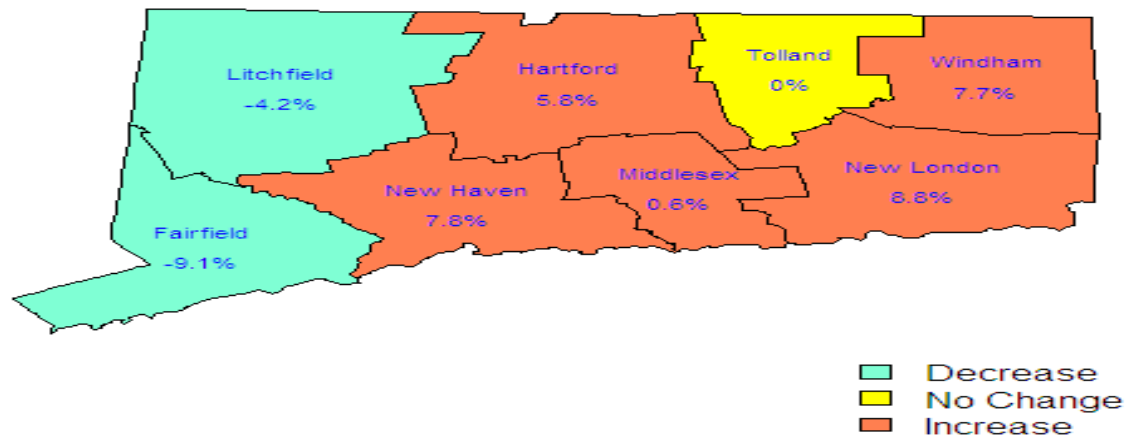 Litchfield
-4.2%
Hartford
5.8%
Tolland
0%
Windham
7.7%
Fairfield
-9.1%
New Haven
7.8%
Middlesex
0.6%
New London
8.8%
Decrease
No Change
Increase